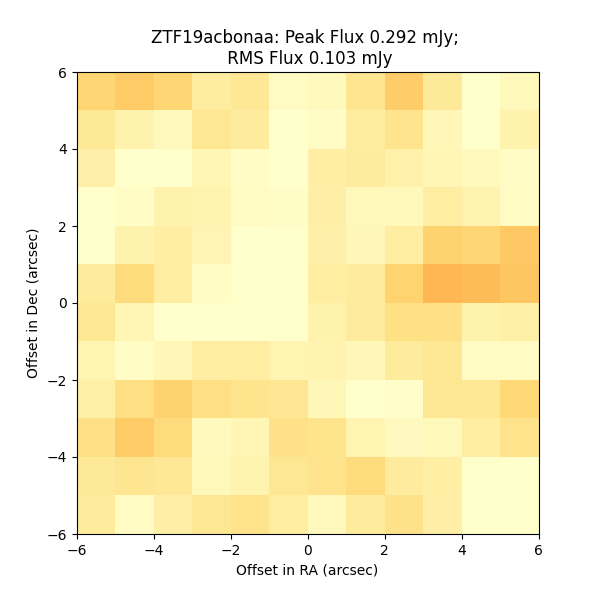 ZTF19acbonaa: Peak Flux 0.292 mJy;
RMS Flux 0.103 mJy
6
4
2
0
−2
−4
−6
Offset in Dec (arcsec)
−6 −4 −2 0 2 4 6
Offset in RA (arcsec)